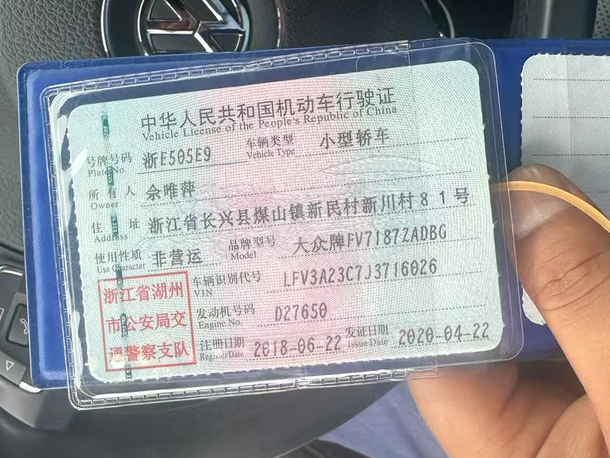 中华人民共和国机动车行驶证
Vehicle License of the People's Republic of China
号牌号码 浙E505E9 车辆类型 小型轿车
Plate No. Vehicle Type
所有人 佘唯萍
Owner
住址 浙江省长兴县煤山镇新民村新川村81号
Address
使用性质 非营运 品牌型号 大众牌FV7187ZADBG
Use Character Model
车辆识别代号 LFV3A23C7J3716026
VIN
发动机号码 D27650
Engine No.
注册日期 2018-06-22 发证日期 2020-04-22
Register Date Issue Date
浙江省湖州
市公安局交
通警察支队